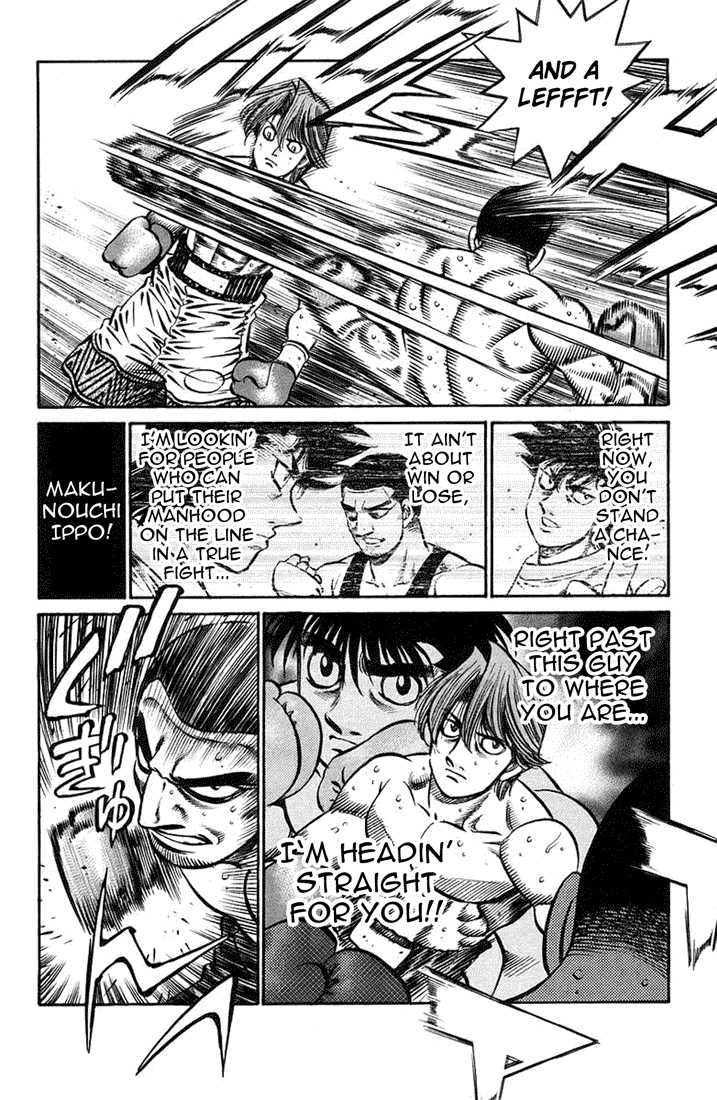 AND A
LEFFFT!
RIGHT
NOW,
YOU
DON'T
STAND
A CHA-
NCE!
IT AIN'T
ABOUT
WIN OR
LOSE,
I'M LOOKIN'
FOR PEOPLE
WHO CAN
PUT THEIR
MANHOOD
ON THE LINE
IN A TRUE
FIGHT...
MAKU-
NOUCHI
IPPO!
RIGHT PAST
THIS GUY
TO WHERE
YOU ARE...
I'M HEADIN'
STRAIGHT
FOR YOU!!